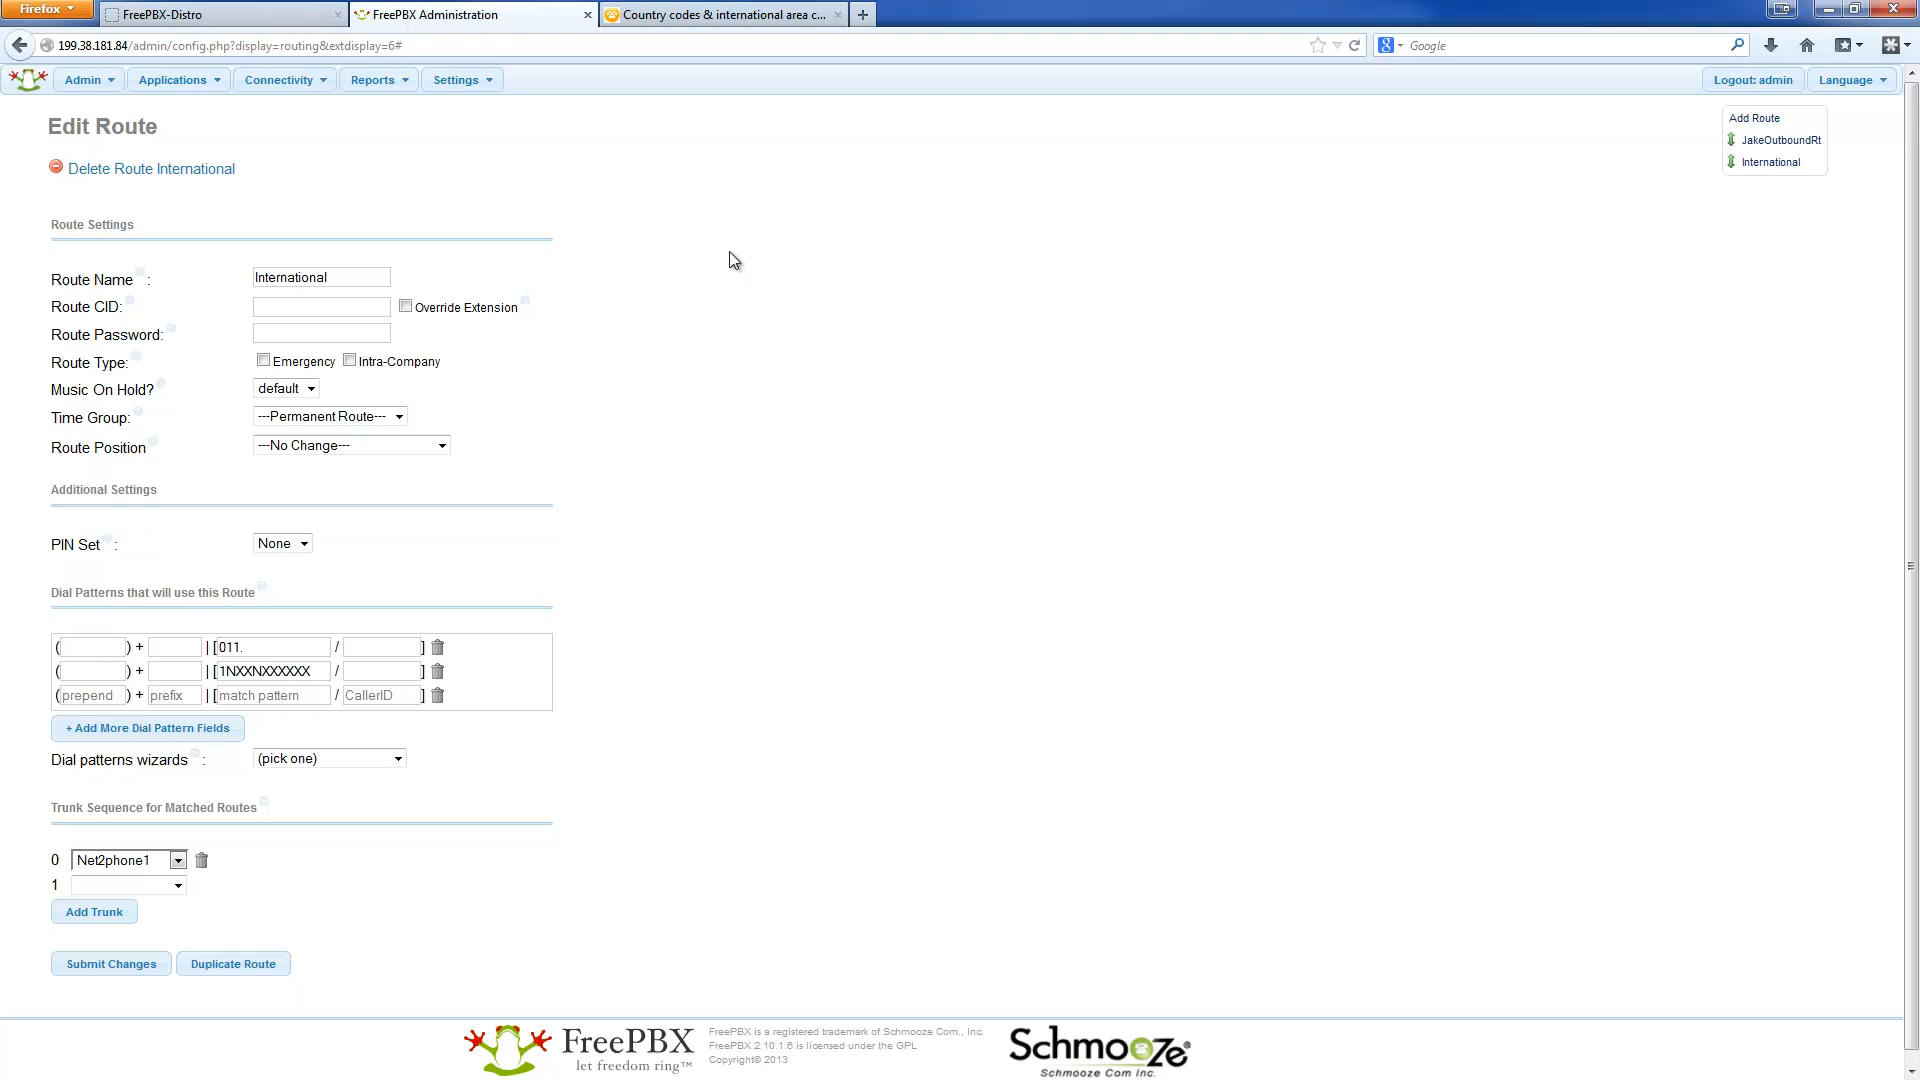 Firefox
FreePBX-Distro
FreePBX Administration
Country codes & international area c...
199.38.181.84/admin/config.php?display=routing&extdisplay=6#
Google
Admin
Applications
Connectivity
Reports
Settings
Logout: admin
Language
Edit Route
Add Route
JakeOutboundRt
International
Delete Route International
Route Settings
Route Name : International
Route CID: Override Extension
Route Password:
Route Type: Emergency Intra-Company
Music On Hold? default
Time Group: ---Permanent Route---
Route Position ---No Change---
Additional Settings
PIN Set : None
Dial Patterns that will use this Route
( ) + | [ 011. / ]
( ) + | [ 1NXXNXXXXXX / ]
( prepend ) + prefix | [ match pattern / CallerID ]
+ Add More Dial Pattern Fields
Dial patterns wizards : (pick one)
Trunk Sequence for Matched Routes
0 Net2phone1
1
Add Trunk
Submit Changes Duplicate Route
FreePBX
let freedom ring™
FreePBX is a registered trademark of Schmooze Com., Inc.
FreePBX 2.10.1.6 is licensed under the GPL
Copyright© 2013
Schmooze®
Schmooze Com Inc.